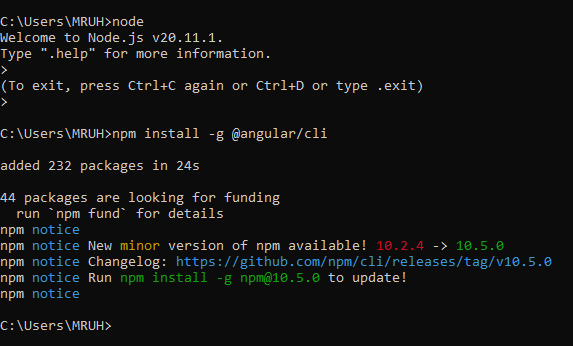 C:\Users\MRUH>node
Welcome to Node.js v20.11.1.
Type ".help" for more information.
>
(To exit, press Ctrl+C again or Ctrl+D or type .exit)
>
C:\Users\MRUH>npm install -g @angular/cli
added 232 packages in 24s
44 packages are looking for funding
  run `npm fund` for details
npm notice
npm notice New minor version of npm available! 10.2.4 -> 10.5.0
npm notice Changelog: https://github.com/npm/cli/releases/tag/v10.5.0
npm notice Run npm install -g npm@10.5.0 to update!
npm notice
C:\Users\MRUH>